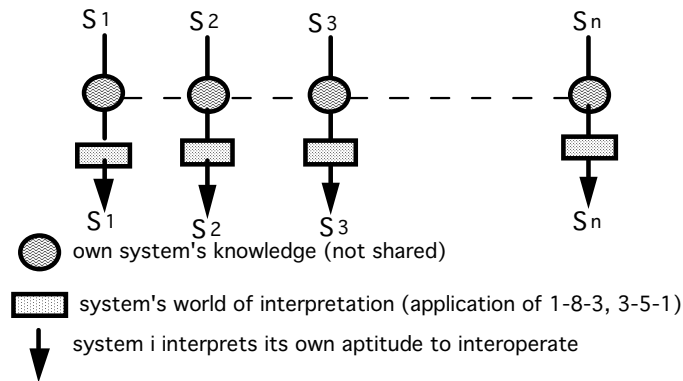 S1 S2 S3 Sn
S1 S2 S3 Sn
own system's knowledge (not shared)
system's world of interpretation (application of 1-8-3, 3-5-1)
system i interprets its own aptitude to interoperate